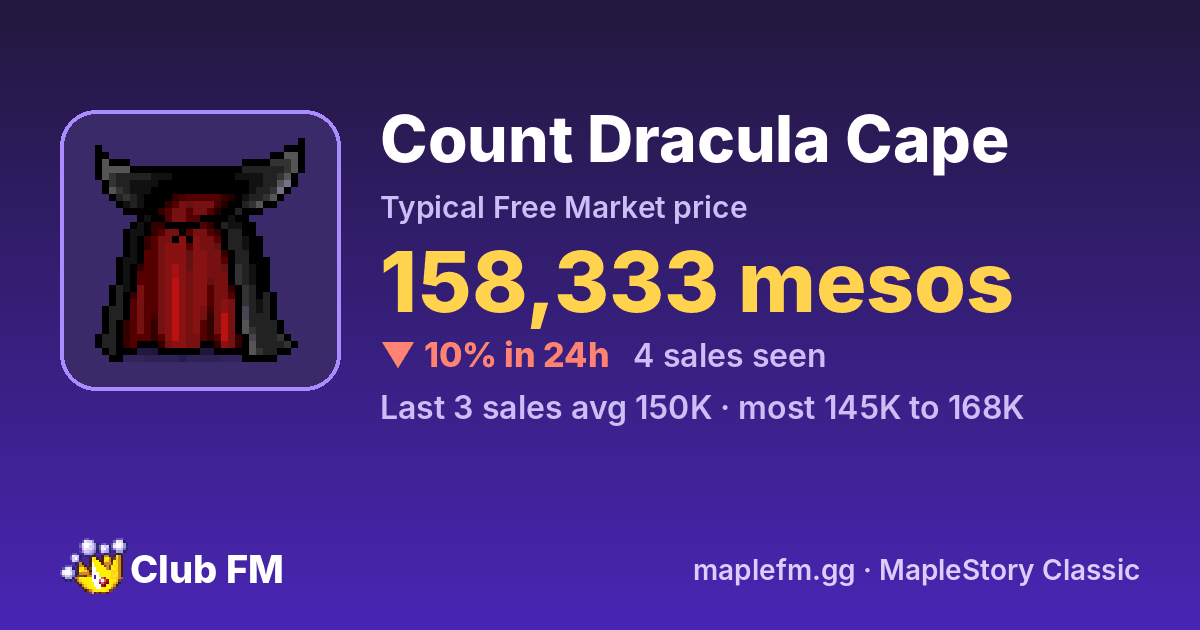 Count Dracula Cape
Typical Free Market price
158,333 mesos
▼ 10% in 24h 4 sales seen
Last 3 sales avg 150K · most 145K to 168K
Club FM
maplefm.gg · MapleStory Classic